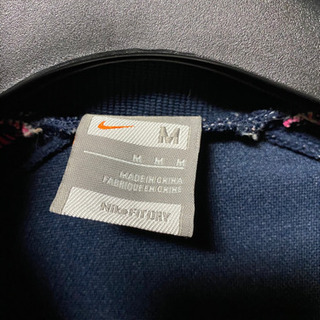 M
M M M
MADE IN CHINA
FABRIQUE EN CHINE
NIKE FIT DRY